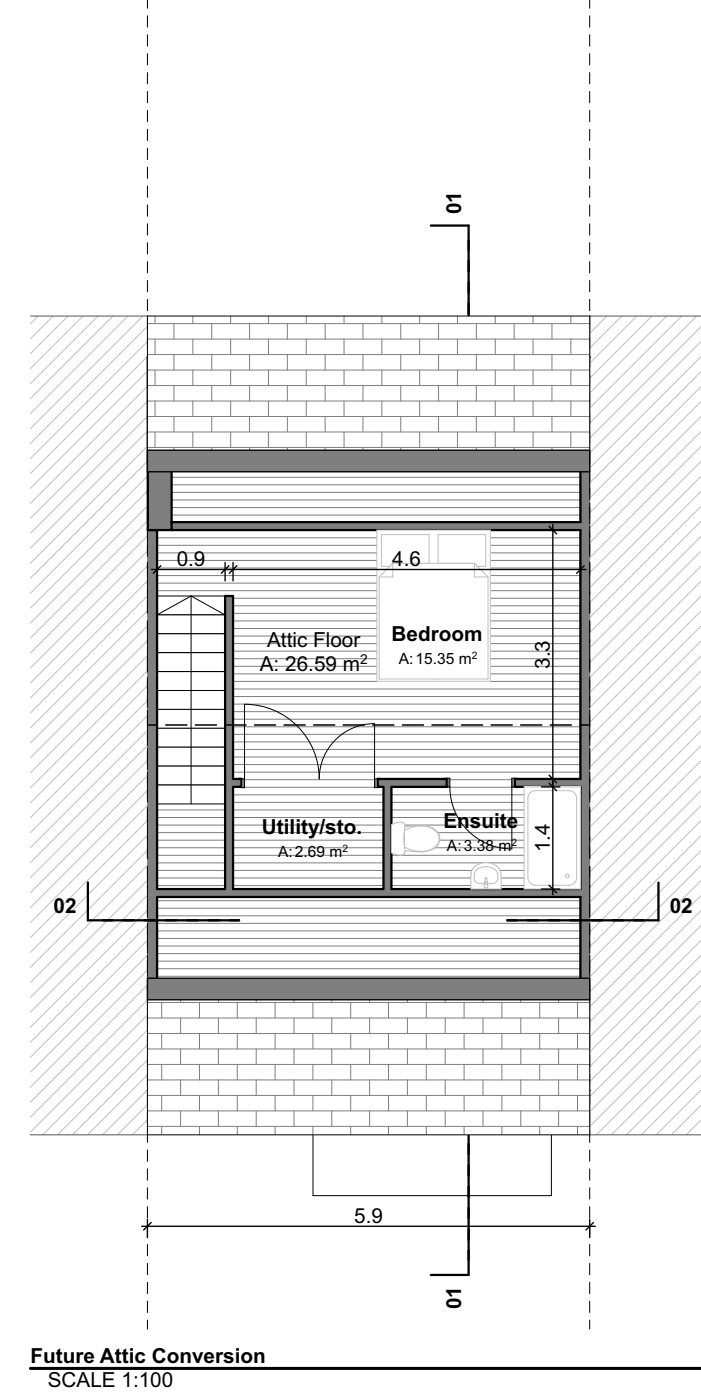 01
0.9
4.6
Attic Floor
A: 26.59 m²
Bedroom
A: 15.35 m²
3.3
Utility/sto.
A: 2.69 m²
Ensuite
A: 3.38 m²
1.4
02
02
5.9
01
Future Attic Conversion
SCALE 1:100